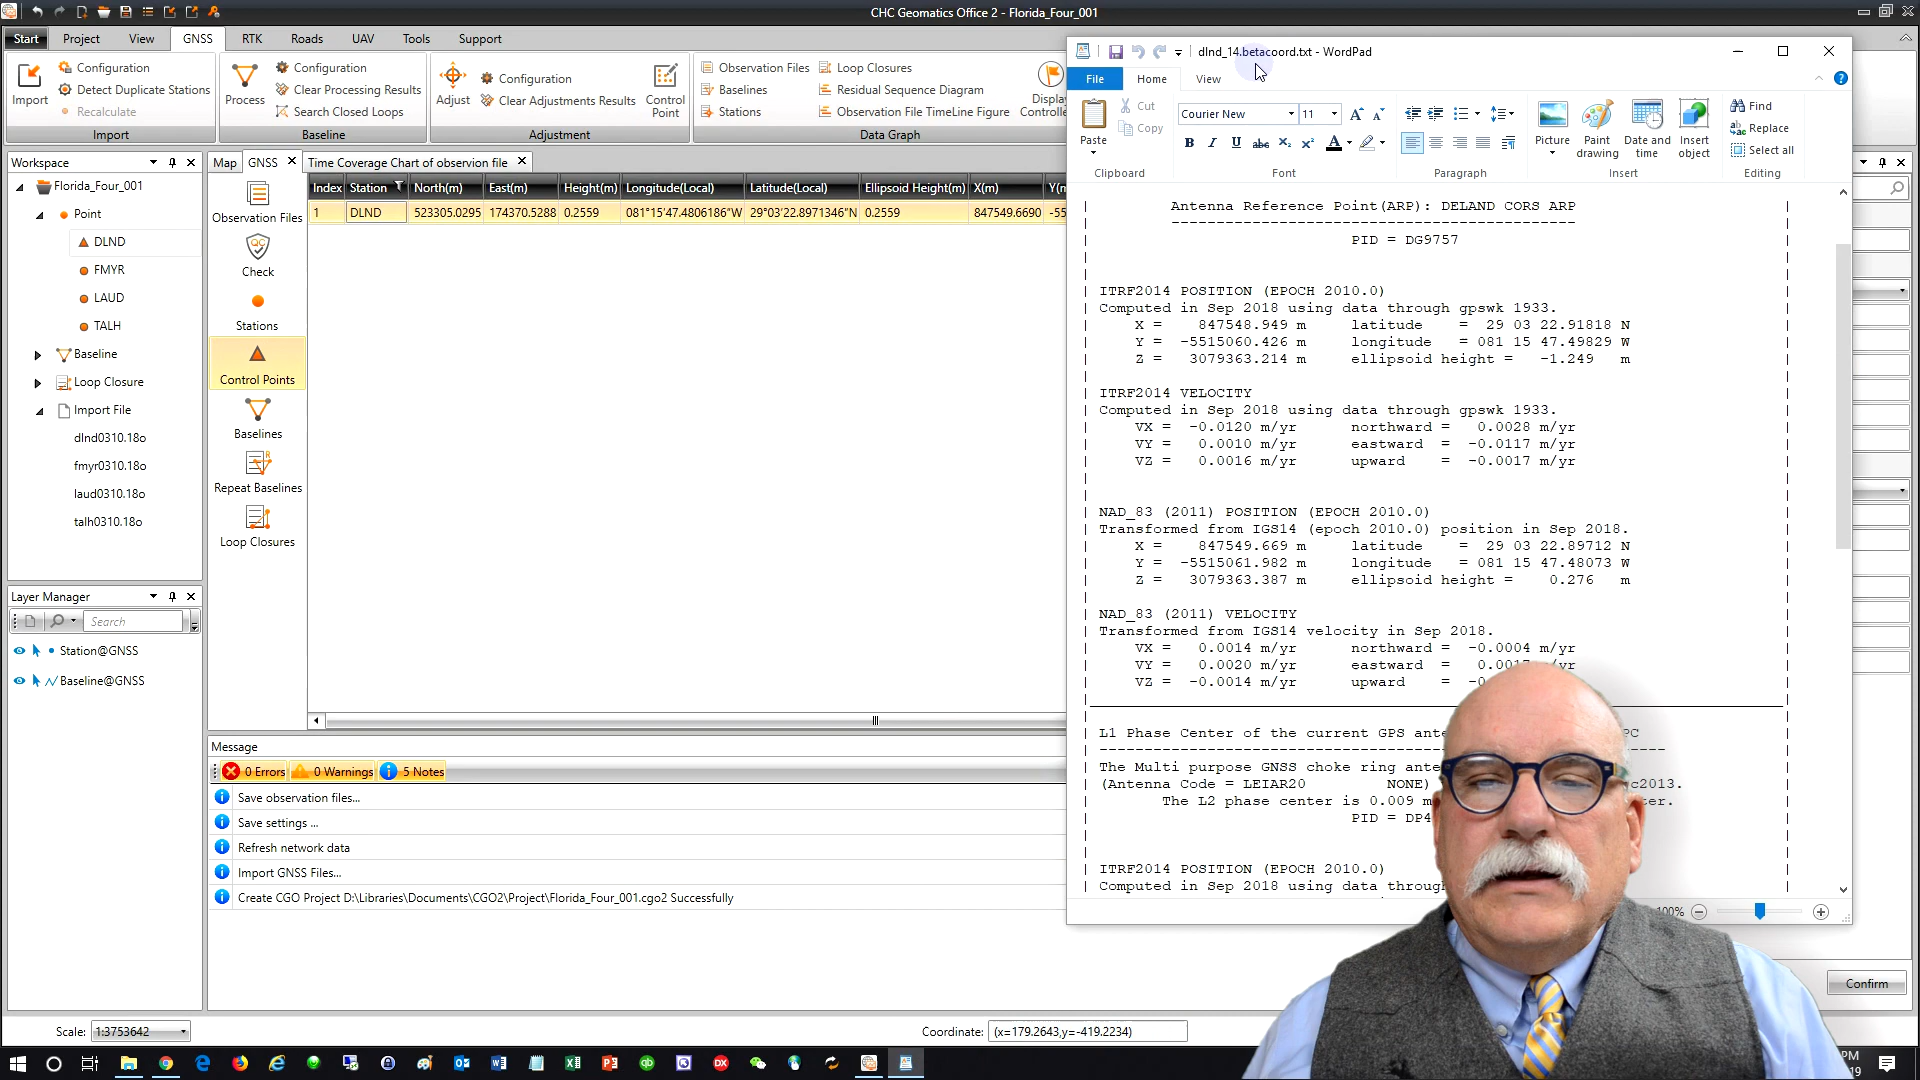 CHC Geomatics Office 2 - Florida_Four_001
Start Project View GNSS RTK Roads UAV Tools Support
Import
Configuration
Detect Duplicate Stations
Recalculate
Import
Process
Configuration
Clear Processing Results
Search Closed Loops
Baseline
Adjust
Configuration
Clear Adjustments Results
Control Point
Adjustment
Observation Files
Baselines
Stations
Loop Closures
Residual Sequence Diagram
Observation File TimeLine Figure
Data Graph
Workspace
Florida_Four_001
Point
DLND
FMYR
LAUD
TALH
Baseline
Loop Closure
Import File
dlnd0310.18o
fmyr0310.18o
laud0310.18o
talh0310.18o
Layer Manager
Search
Station@GNSS
Baseline@GNSS
Map GNSS Time Coverage Chart of observion file
Observation Files
QC
Check
Stations
Control Points
Baselines
R
Repeat Baselines
Loop Closures
Index Station North(m) East(m) Height(m) Longitude(Local) Latitude(Local) Ellipsoid Height(m) X(m)
1 DLND 523305.0295 174370.5288 0.2559 081°15'47.4806186"W 29°03'22.8971346"N 0.2559 847549.6690 -55
Message
0 Errors 0 Warnings 5 Notes
Save observation files...
Save settings ...
Refresh network data
Import GNSS Files...
Create CGO Project D:\Libraries\Documents\CGO2\Project\Florida_Four_001.cgo2 Successfully
Scale: 1:3753642
Coordinate: (x=179.2643,y=-419.2234)
Confirm
dlnd_14.betacoord.txt - WordPad
File Home View
Paste
Cut
Copy
Clipboard
Courier New 11
B I U abc X₂ X² A
Font
Paragraph
Picture
Paint drawing
Date and time
Insert object
Insert
Find
Replace
Select all
Editing
Antenna Reference Point(ARP): DELAND CORS ARP
---------------------------------------------
PID = DG9757
ITRF2014 POSITION (EPOCH 2010.0)
Computed in Sep 2018 using data through gpswk 1933.
X = 847548.949 m latitude = 29 03 22.91818 N
Y = -5515060.426 m longitude = 081 15 47.49829 W
Z = 3079363.214 m ellipsoid height = -1.249 m
ITRF2014 VELOCITY
Computed in Sep 2018 using data through gpswk 1933.
VX = -0.0120 m/yr northward = 0.0028 m/yr
VY = 0.0010 m/yr eastward = -0.0117 m/yr
VZ = 0.0016 m/yr upward = -0.0017 m/yr
NAD_83 (2011) POSITION (EPOCH 2010.0)
Transformed from IGS14 (epoch 2010.0) position in Sep 2018.
X = 847549.669 m latitude = 29 03 22.89712 N
Y = -5515061.982 m longitude = 081 15 47.48073 W
Z = 3079363.387 m ellipsoid height = 0.276 m
NAD_83 (2011) VELOCITY
Transformed from IGS14 velocity in Sep 2018.
VX = 0.0014 m/yr northward = -0.0004 m/yr
VY = 0.0020 m/yr eastward =
VZ = -0.0014 m/yr upward =
L1 Phase Center of the current GPS
The Multi purpose GNSS choke ring
(Antenna Code = LEIAR20 NONE) c2013.
The L2 phase center is 0.009
PID =
ITRF2014 POSITION (EPOCH 2010.0)
Computed in Sep 2018 using data
100%